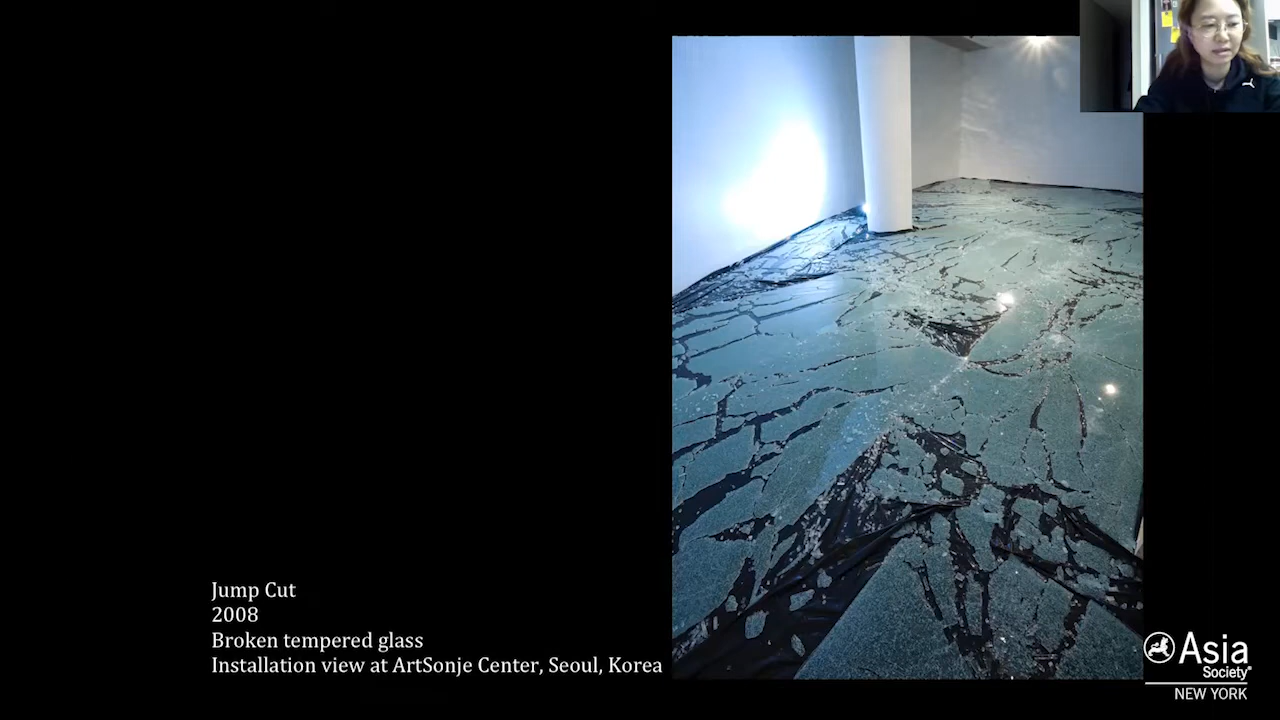 Jump Cut
2008
Broken tempered glass
Installation view at ArtSonje Center, Seoul, Korea
Asia
Society
NEW YORK